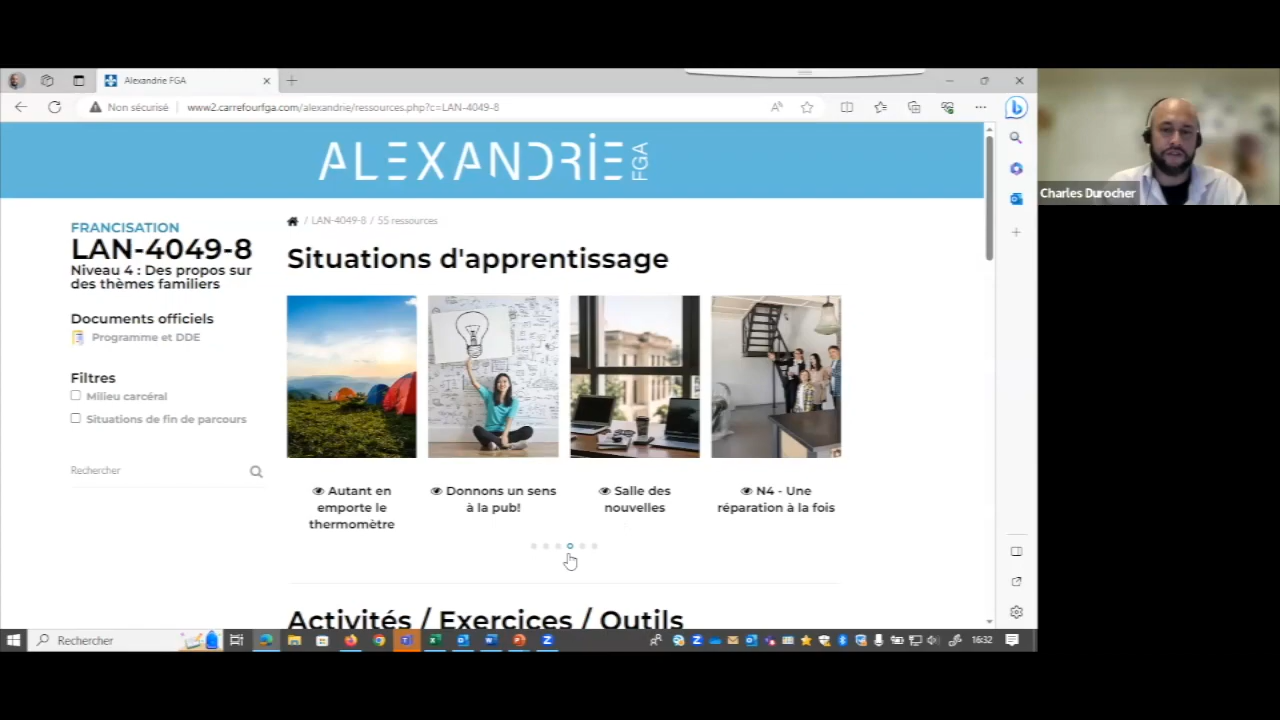 Alexandrie FGA
Non sécurisé
www2.carrefourfga.com/alexandrie/ressources.php?c=LAN-4049-8
ALEXANDRIE FGA
Charles Durocher
FRANCISATION
LAN-4049-8
Niveau 4 : Des propos sur
des thèmes familiers
Documents officiels
Programme et DDE
Filtres
Milieu carcéral
Situations de fin de parcours
Rechercher
/ LAN-4049-8 / 55 ressources
Situations d'apprentissage
Autant en
emporte le
thermomètre
Donnons un sens
à la pub!
Salle des
nouvelles
N4 - Une
réparation à la fois
Activités / Exercices / Outils
Rechercher
16:32